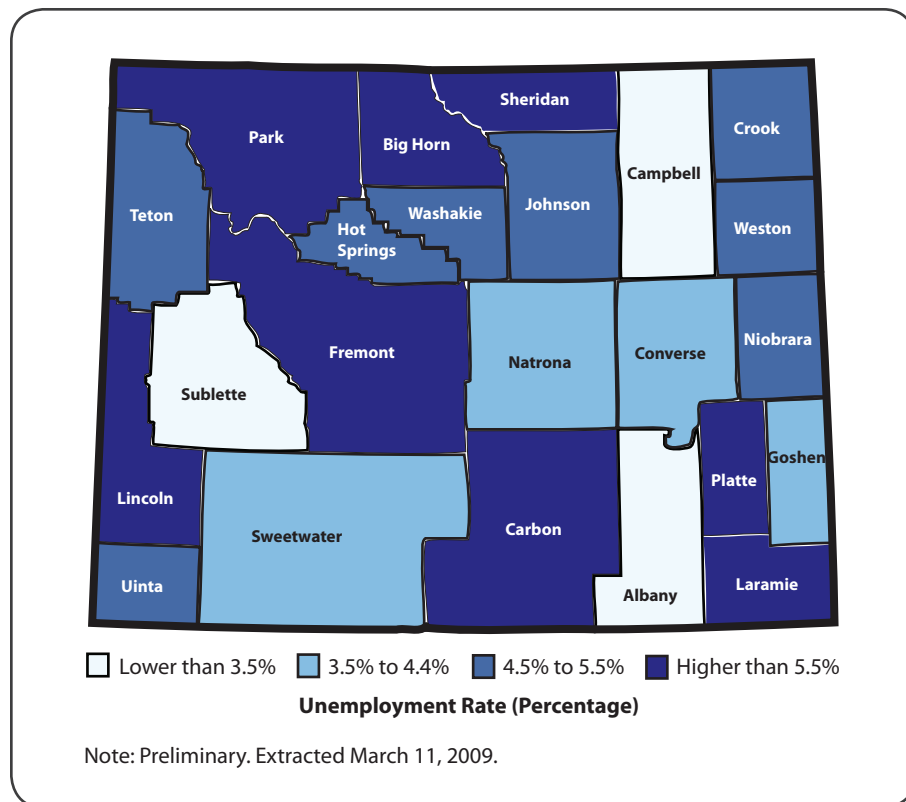 Sheridan
Park
Big Horn
Crook
Campbell
Teton
Washakie
Johnson
Hot
Springs
Weston
Fremont
Natrona
Converse
Niobrara
Sublette
Goshen
Platte
Lincoln
Sweetwater
Carbon
Uinta
Albany
Laramie
Lower than 3.5% 3.5% to 4.4% 4.5% to 5.5% Higher than 5.5%
Unemployment Rate (Percentage)
Note: Preliminary. Extracted March 11, 2009.